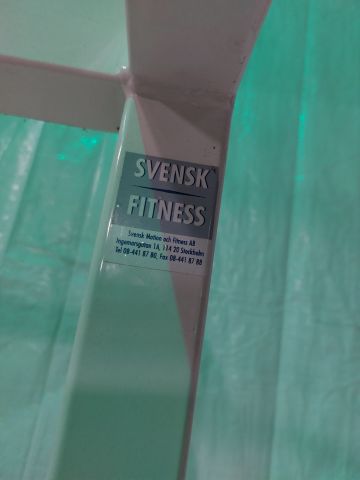 SVENSK
FITNESS
Svensk Motion och Fitness AB
Ingemarsgatan 1A, 114 20 Stockholm
Tel 08-441 87 80, Fax 08-441 87 88